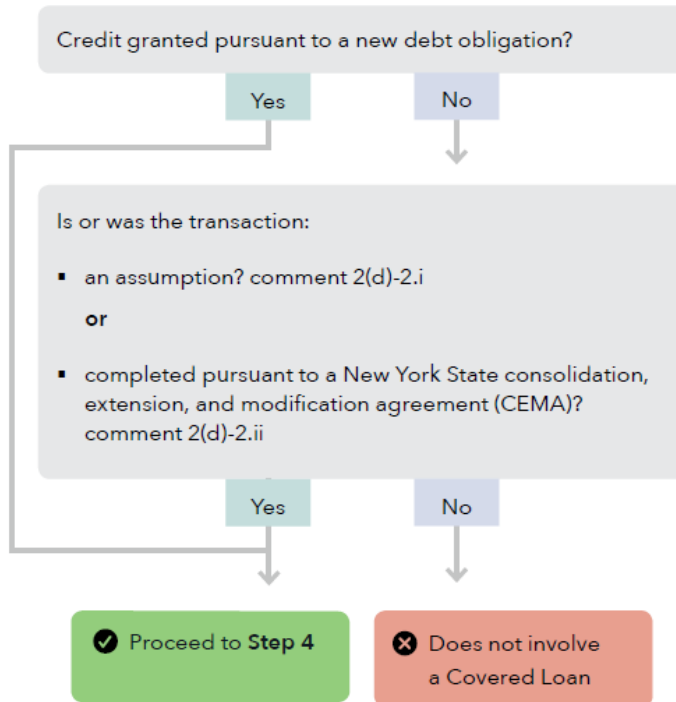 Credit granted pursuant to a new debt obligation?
Yes
No
Is or was the transaction:
▪ an assumption? comment 2(d)-2.i
or
▪ completed pursuant to a New York State consolidation,
extension, and modification agreement (CEMA)?
comment 2(d)-2.ii
Yes
No
Proceed to Step 4
Does not involve
a Covered Loan